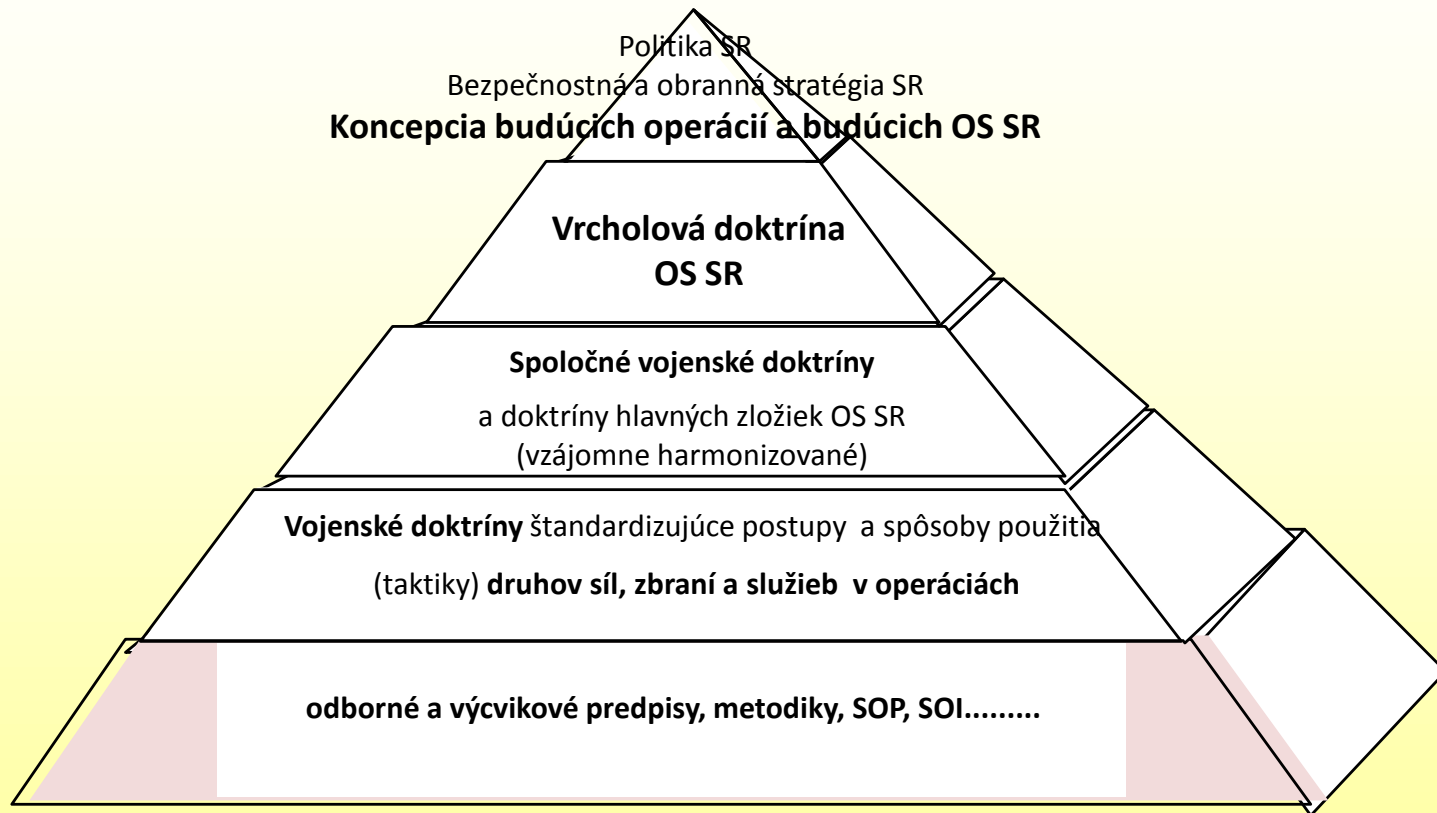 Politika SR
Bezpečnostná a obranná stratégia SR
Koncepcia budúcich operácií a budúcich OS SR
Vrcholová doktrína
OS SR
Spoločné vojenské doktríny
a doktríny hlavných zložiek OS SR
(vzájomne harmonizované)
Vojenské doktríny štandardizujúce postupy  a spôsoby použitia
(taktiky) druhov síl, zbraní a služieb  v operáciách
odborné a výcvikové predpisy, metodiky, SOP, SOI.........